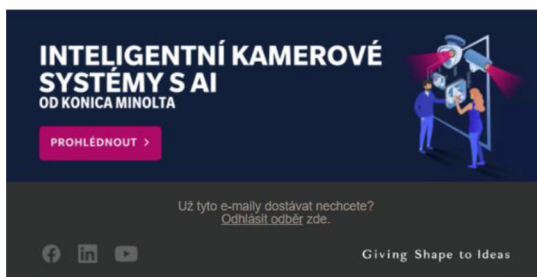 INTELIGENTNÍ KAMEROVÉ
SYSTÉMY S AI
OD KONICA MINOLTA
PROHLÉDNOUT >
Už tyto e-maily dostávat nechcete?
Odhlásit odběr zde.
Giving Shape to Ideas